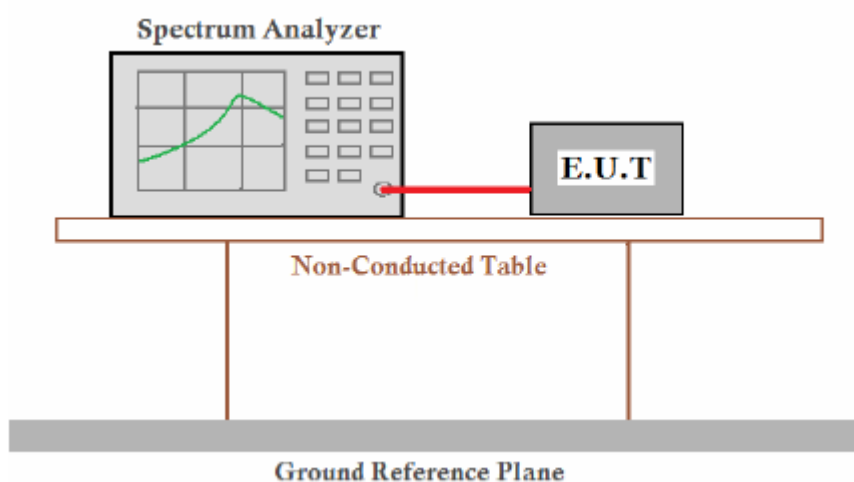 Spectrum Analyzer
E.U.T
Non-Conducted Table
Ground Reference Plane